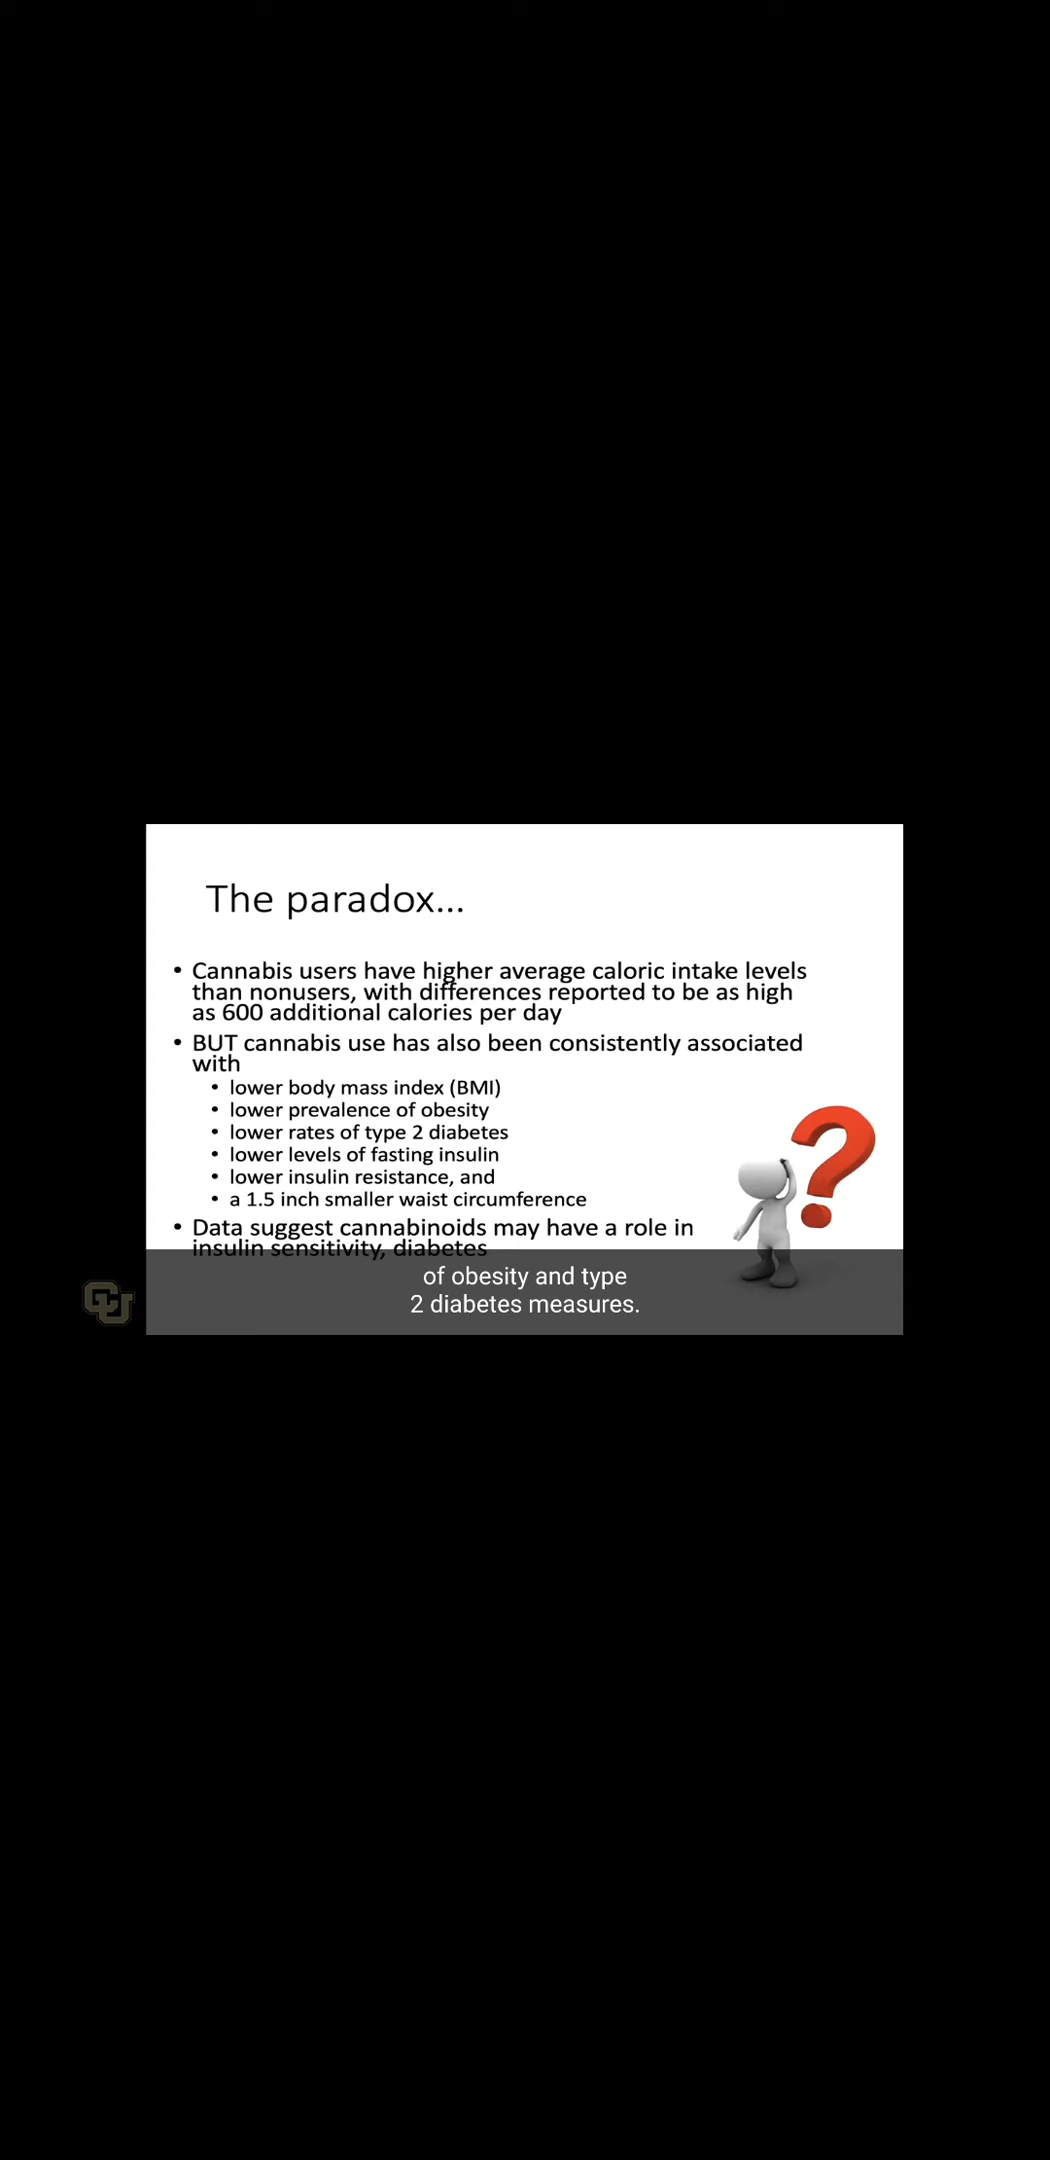 The paradox...
• Cannabis users have higher average caloric intake levels
than nonusers, with differences reported to be as high
as 600 additional calories per day
• BUT cannabis use has also been consistently associated
with
• lower body mass index (BMI)
• lower prevalence of obesity
• lower rates of type 2 diabetes
• lower levels of fasting insulin
• lower insulin resistance, and
• a 1.5 inch smaller waist circumference
• Data suggest cannabinoids may have a role in
insulin sensitivity, diabetes
of obesity and type
2 diabetes measures.
CU